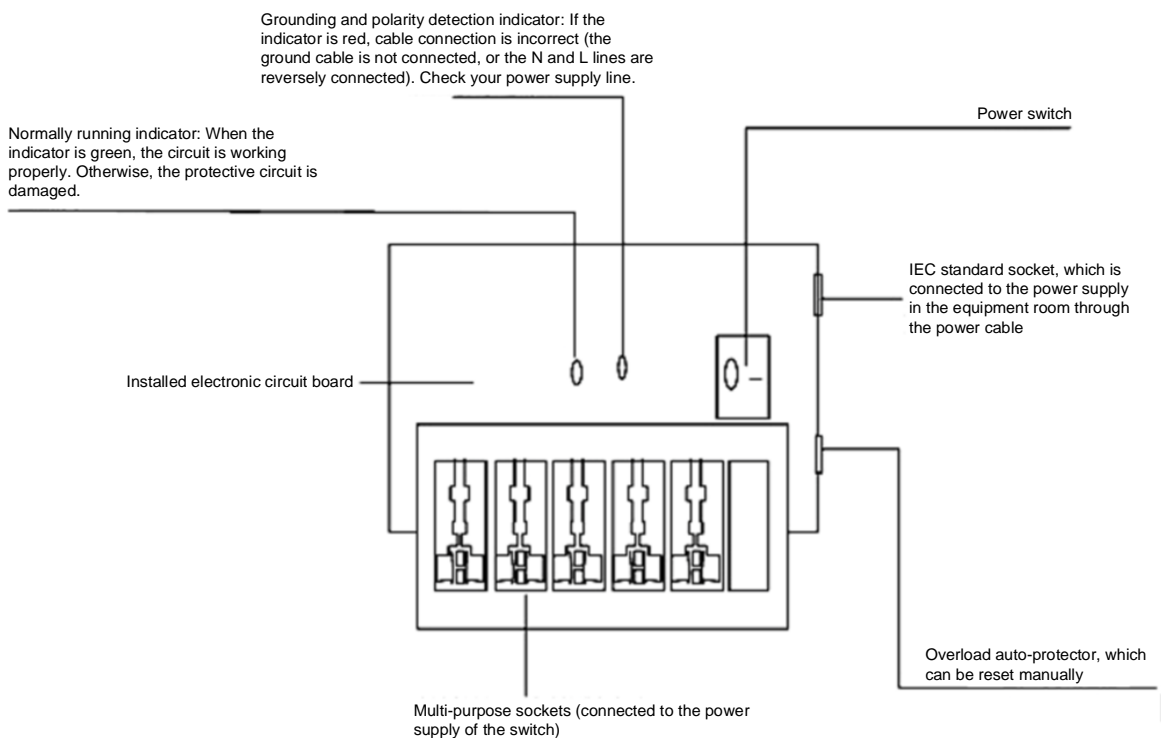 Grounding and polarity detection indicator: If the
indicator is red, cable connection is incorrect (the
ground cable is not connected, or the N and L lines are
reversely connected). Check your power supply line.
Power switch
Normally running indicator: When the
indicator is green, the circuit is working
properly. Otherwise, the protective circuit is
damaged.
IEC standard socket, which is
connected to the power supply
in the equipment room through
the power cable
Installed electronic circuit board
Overload auto-protector, which
can be reset manually
Multi-purpose sockets (connected to the power
supply of the switch)